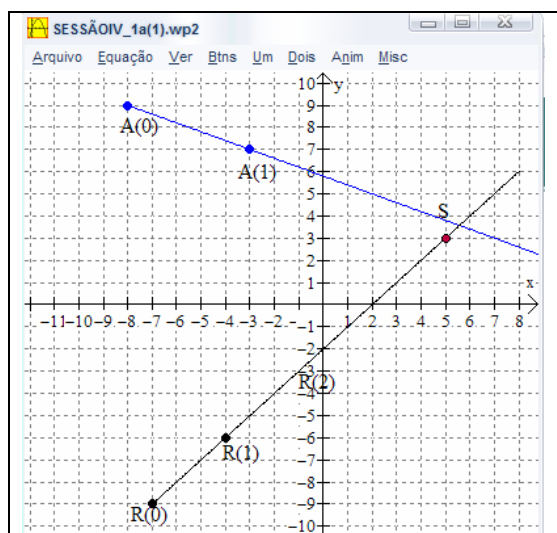 SESSÃOIV_1a(1).wp2
Arquivo Equação Ver Btns Um Dois Anim Misc
10 y
9
A(0)
8
7
A(1)
6
5
S
4
3
2
1
x
–11 –10 –9 –8 –7 –6 –5 –4 –3 –2 –1 2 3 4 5 6 7 8
–1
–2
–3
R(2)
–4
–5
–6
R(1)
–7
–8
–9
R(0)
–10